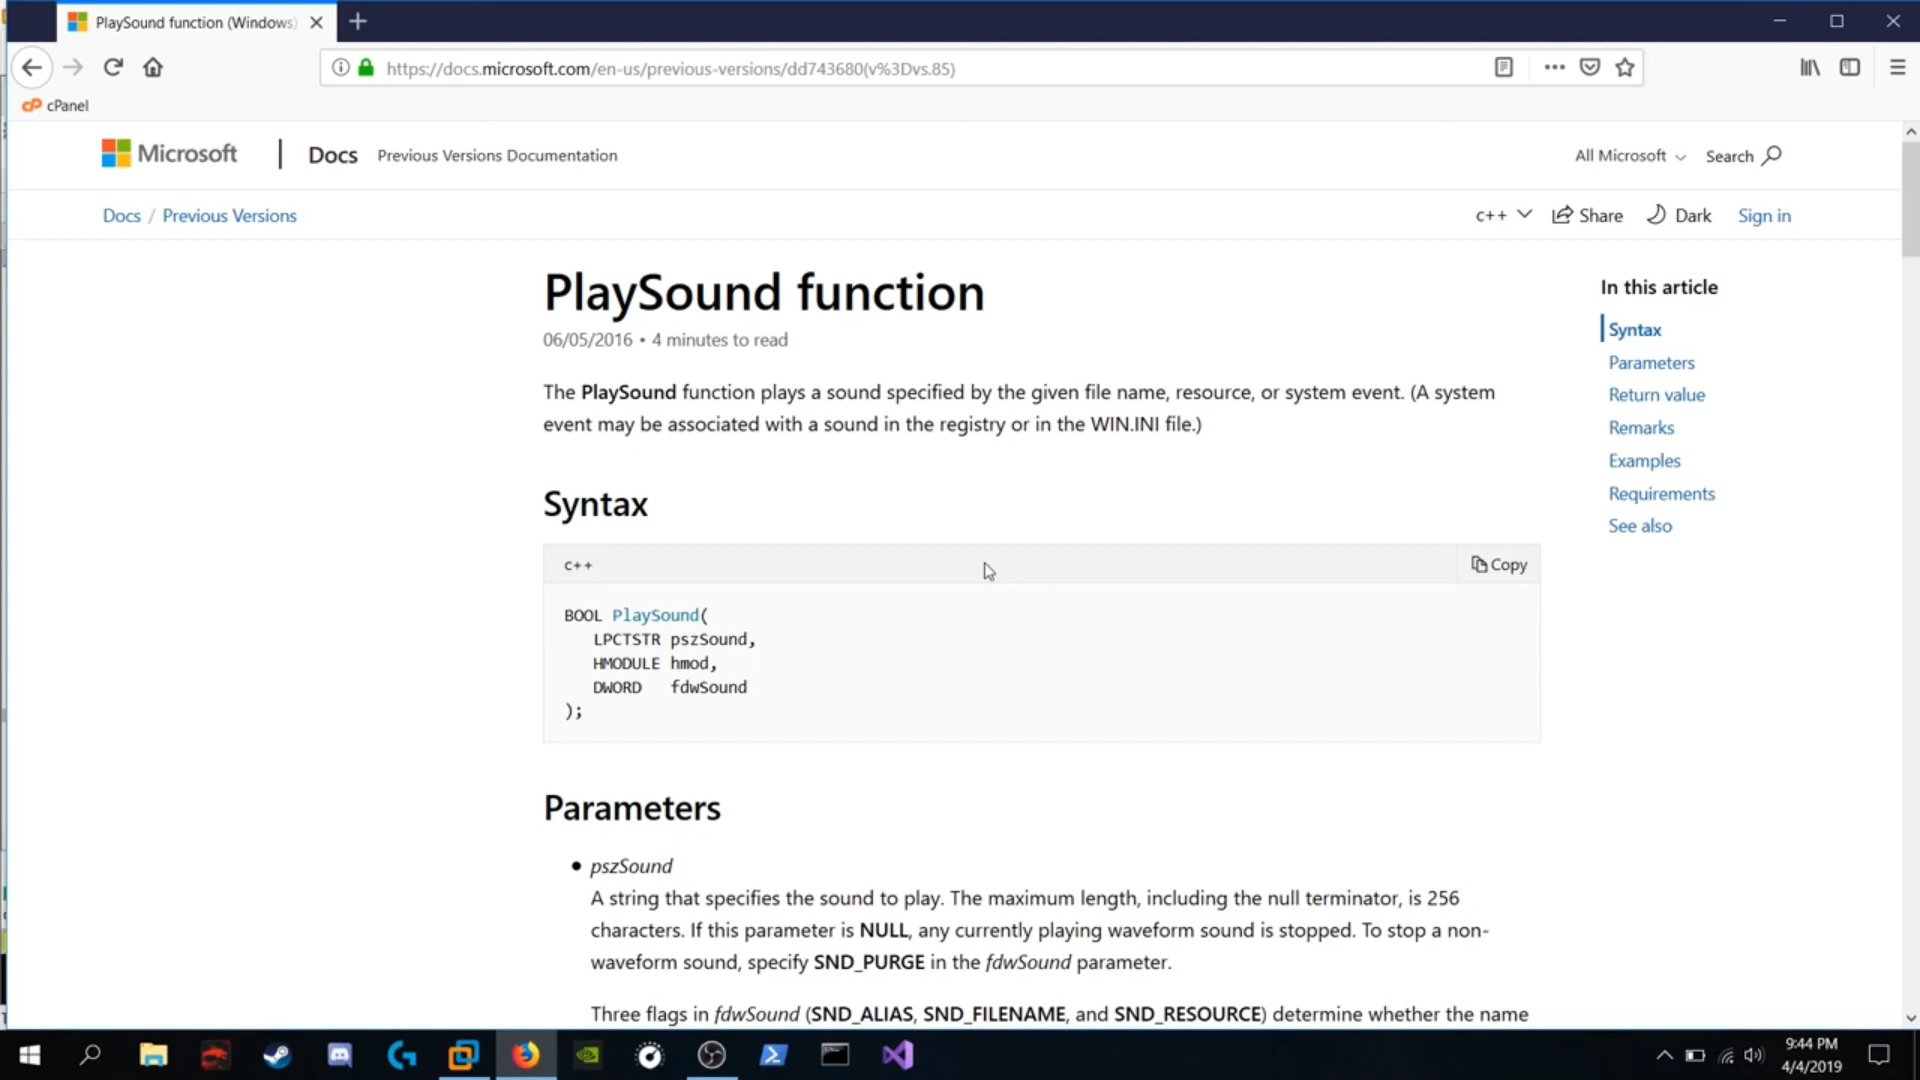 PlaySound function (Windows)
https://docs.microsoft.com/en-us/previous-versions/dd743680(v%3Dvs.85)
cP cPanel
Microsoft | Docs Previous Versions Documentation All Microsoft Search
Docs / Previous Versions C++ Share Dark Sign in
PlaySound function
06/05/2016 • 4 minutes to read
The PlaySound function plays a sound specified by the given file name, resource, or system event. (A system
event may be associated with a sound in the registry or in the WIN.INI file.)
Syntax
C++ Copy
BOOL PlaySound(
LPCTSTR pszSound,
HMODULE hmod,
DWORD fdwSound
);
Parameters
• pszSound
A string that specifies the sound to play. The maximum length, including the null terminator, is 256
characters. If this parameter is NULL, any currently playing waveform sound is stopped. To stop a non-
waveform sound, specify SND_PURGE in the fdwSound parameter.
Three flags in fdwSound (SND_ALIAS, SND_FILENAME, and SND_RESOURCE) determine whether the name
In this article
Syntax
Parameters
Return value
Remarks
Examples
Requirements
See also
9:44 PM
4/4/2019